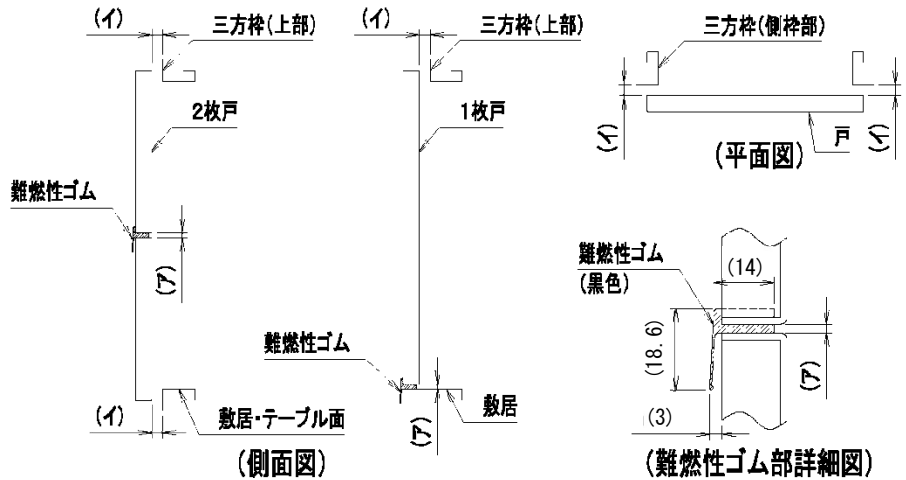 (イ)
三方枠(上部)
2枚戸
難燃性ゴム
(ア)
(イ)
敷居・テーブル面
(イ)
三方枠(上部)
1枚戸
難燃性ゴム
(ア)
敷居
(側面図)
三方枠(側枠部)
(イ)
(イ)
戸
(平面図)
難燃性ゴム
(黒色)
(14)
(18.6)
(ア)
(3)
(難燃性ゴム部詳細図)